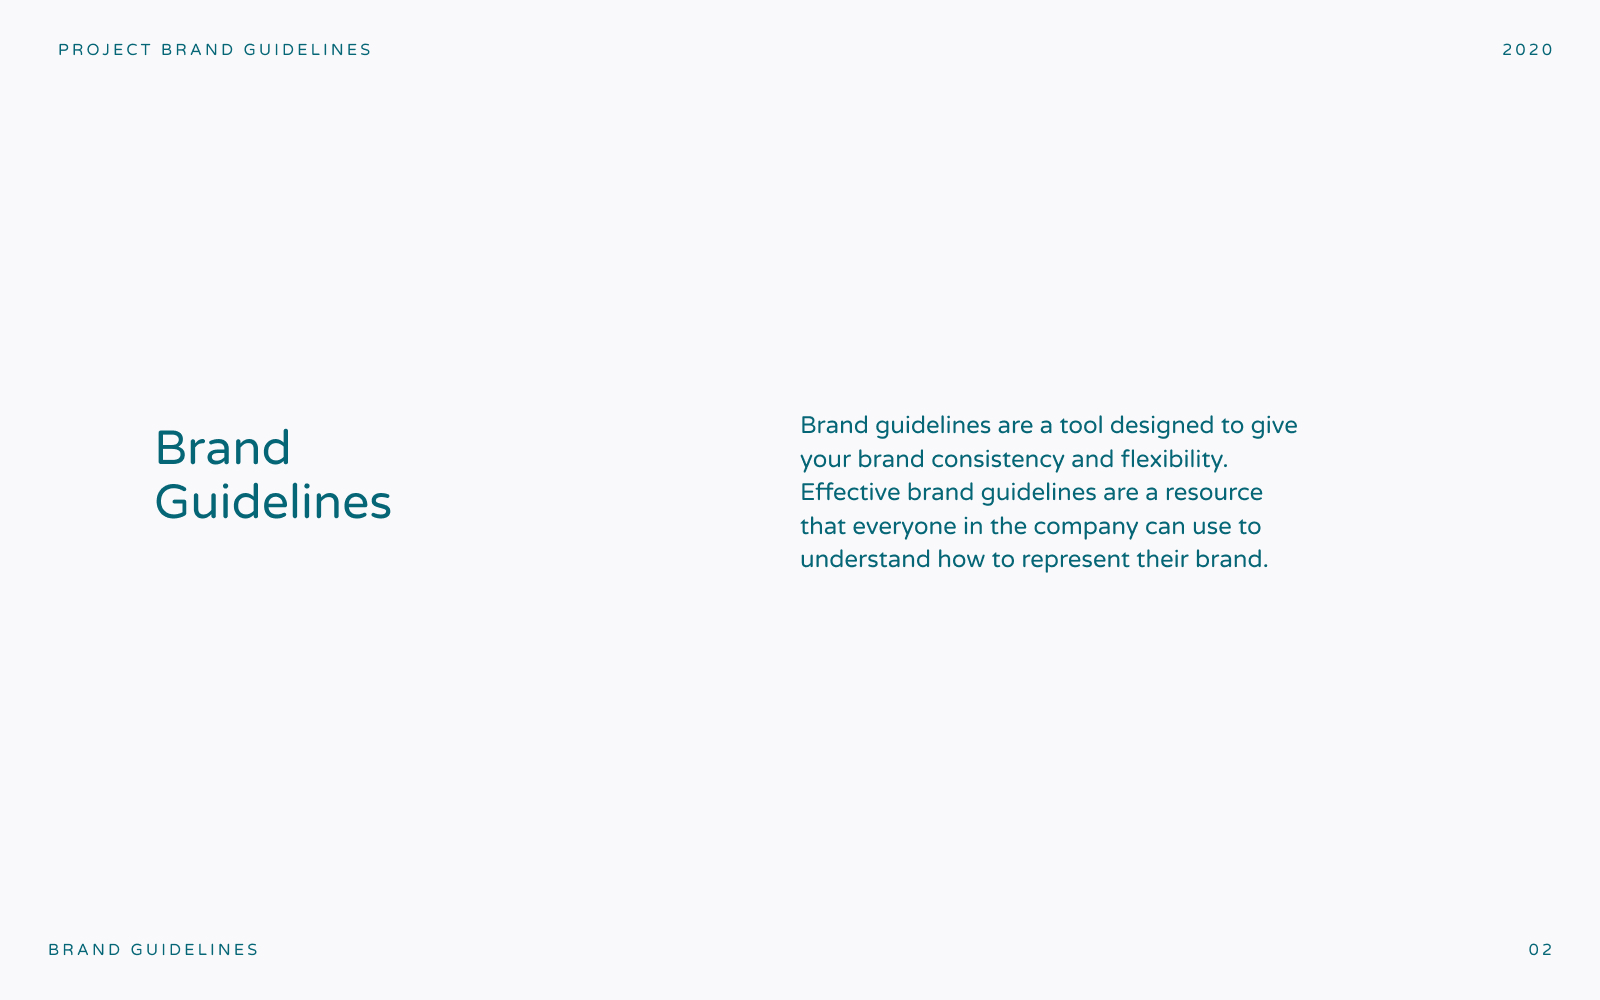 PROJECT BRAND GUIDELINES
2020
Brand
Guidelines
Brand guidelines are a tool designed to give
your brand consistency and flexibility.
Effective brand guidelines are a resource
that everyone in the company can use to
understand how to represent their brand.
BRAND GUIDELINES
02